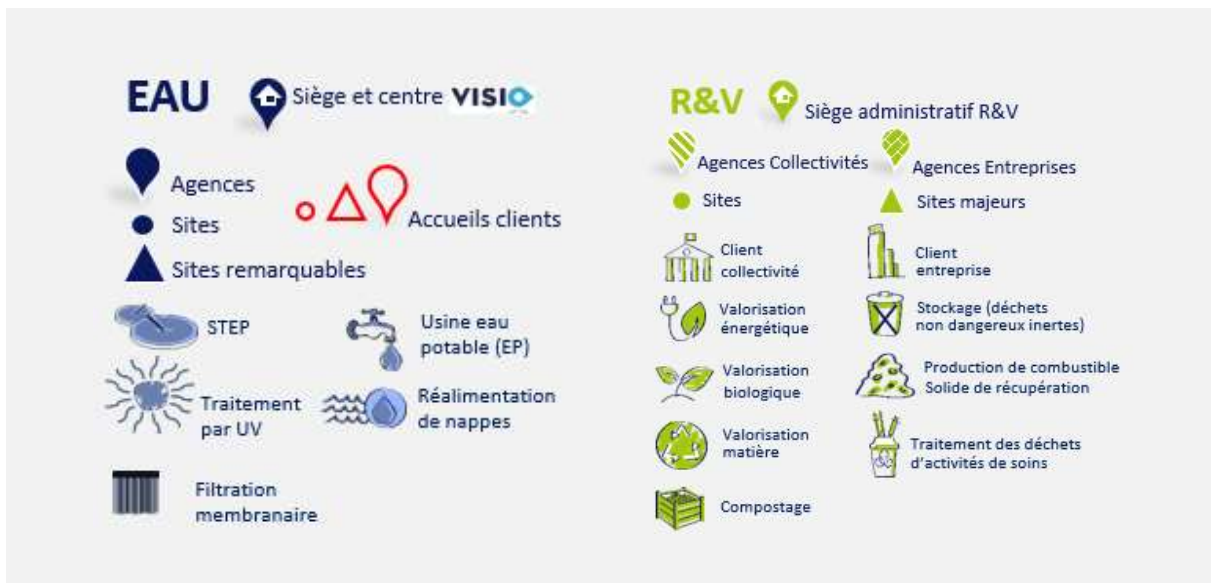 EAU
Siège et centre VISIO
Agences
Accueils clients
Sites
Sites remarquables
STEP
Usine eau
potable (EP)
Traitement
par UV
Réalimentation
de nappes
Filtration
membranaire
R&V
Siège administratif R&V
Agences Collectivités
Agences Entreprises
Sites
Sites majeurs
Client
collectivité
Client
entreprise
Valorisation
énergétique
Stockage (déchets
non dangereux inertes)
Valorisation
biologique
Production de combustible
Solide de récupération
Valorisation
matière
Traitement des déchets
d'activités de soins
Compostage